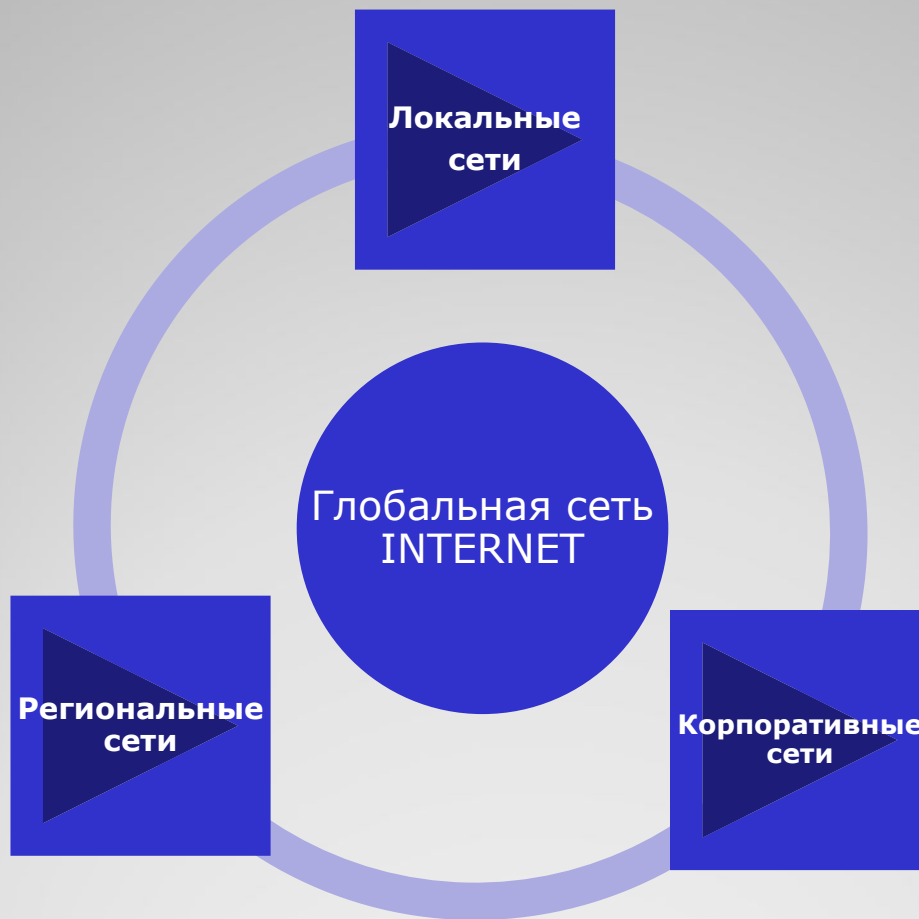 Локальные
сети
Глобальная сеть
INTERNET
Региональные
сети
Корпоративные
сети